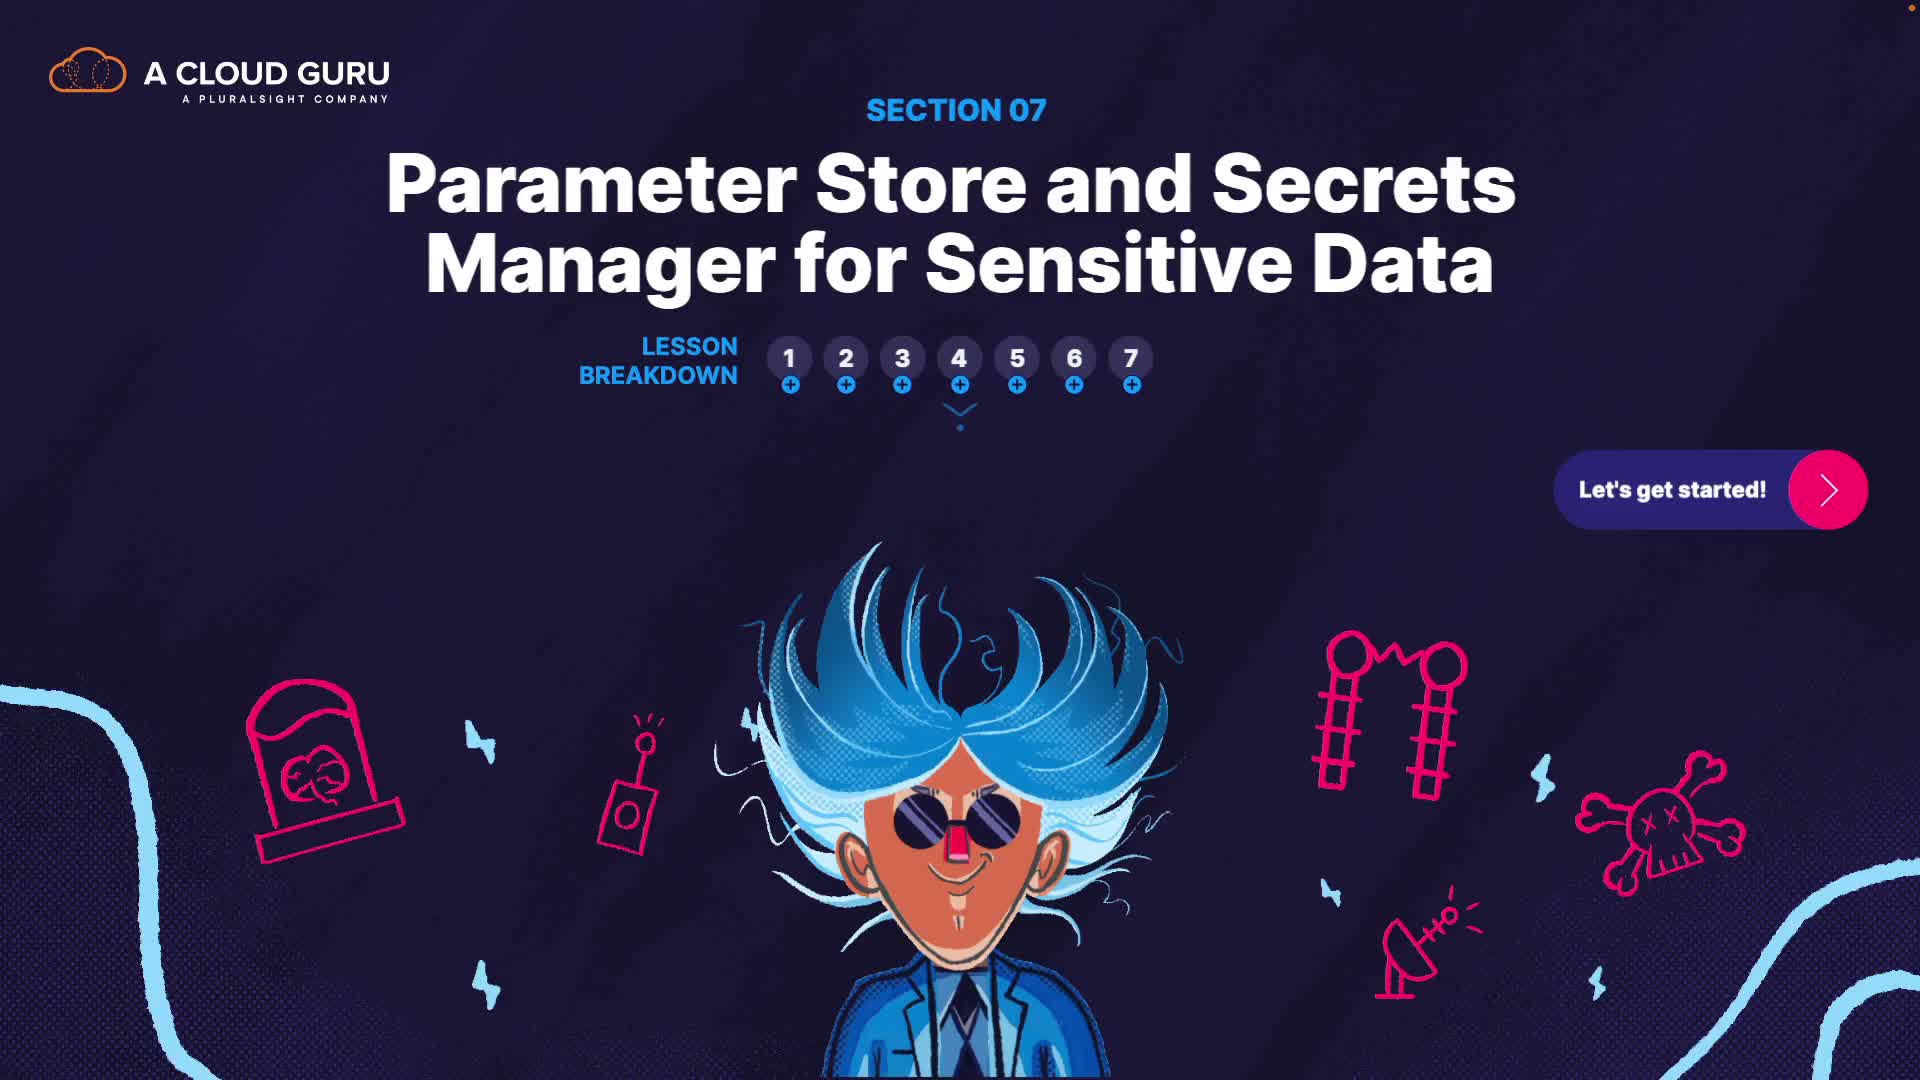 A CLOUD GURU
A PLURALSIGHT COMPANY
SECTION 07
Parameter Store and Secrets
Manager for Sensitive Data
LESSON
BREAKDOWN
1 2 3 4 5 6 7
Let's get started!